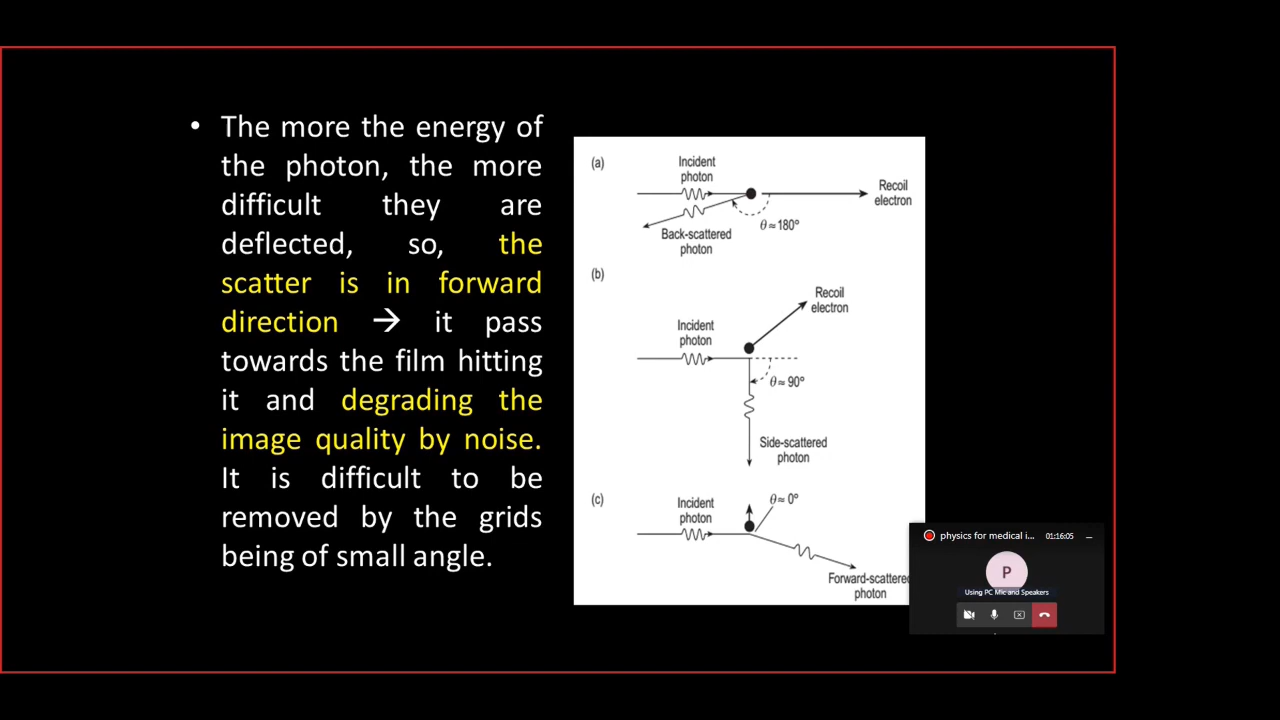 • The more the energy of
the photon, the more
difficult they are
deflected, so, the
scatter is in forward
direction → it pass
towards the film hitting
it and degrading the
image quality by noise.
It is difficult to be
removed by the grids
being of small angle.
(a)
Incident
photon
Recoil
electron
θ ≈ 180°
Back-scattered
photon
(b)
Recoil
electron
Incident
photon
θ ≈ 90°
Side-scattered
photon
(c)
Incident
photon
θ ≈ 0°
Forward-scattered
photon
physics for medical i... 01:16:05
P
Using PC Mic and Speakers